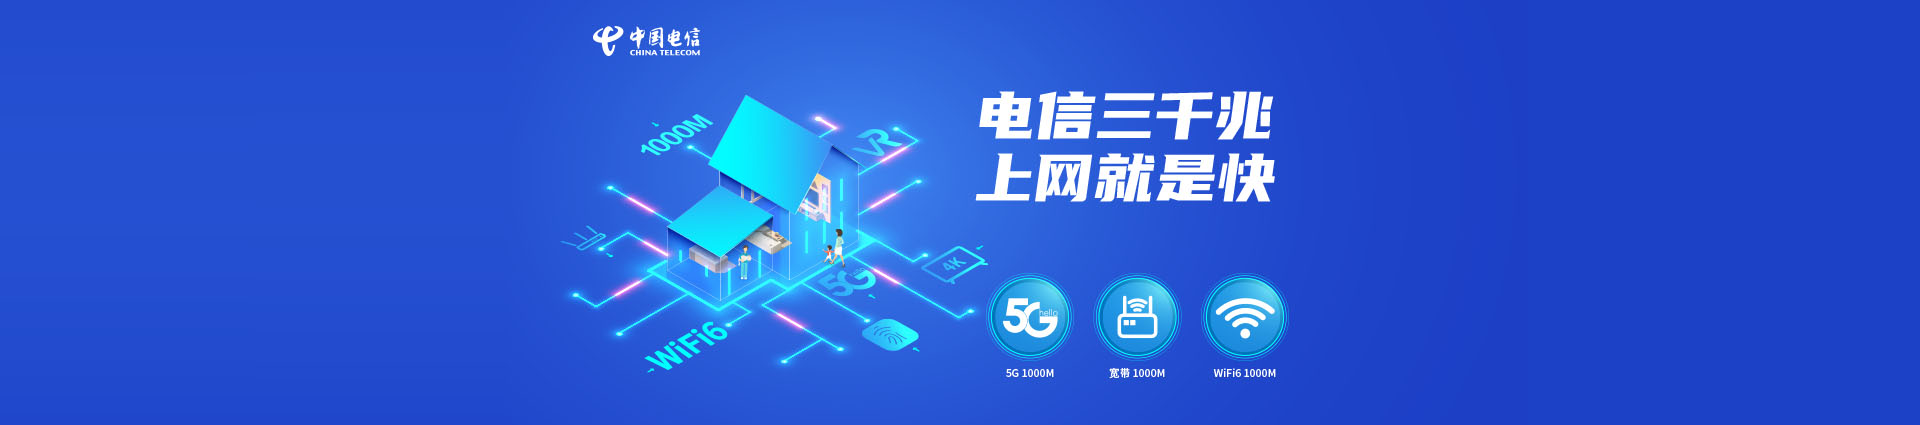 中国电信
CHINA TELECOM
电信三千兆
上网就是快
1000M
VR
4K
5G
WiFi6
5G hello
5G 1000M
宽带 1000M
WiFi6 1000M